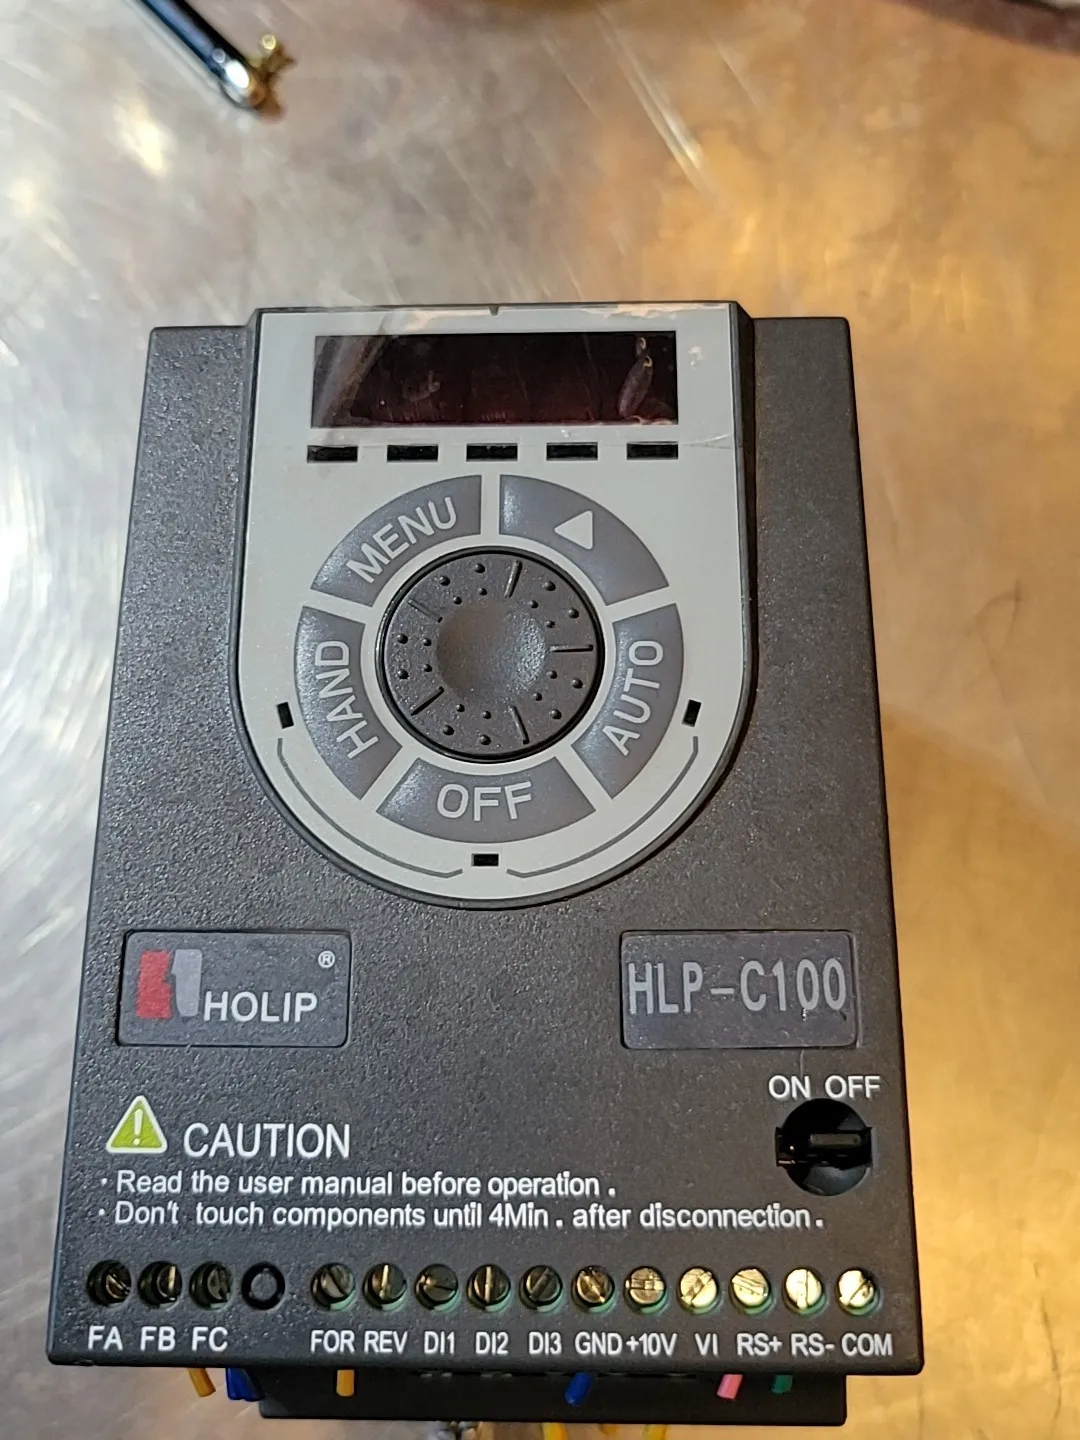 MENU
HAND
AUTO
OFF
HOLIP ®
HLP-C100
ON OFF
CAUTION
· Read the user manual before operation .
· Don't touch components until 4Min . after disconnection .
FA FB FC FOR REV DI1 DI2 DI3 GND +10V VI RS+ RS- COM